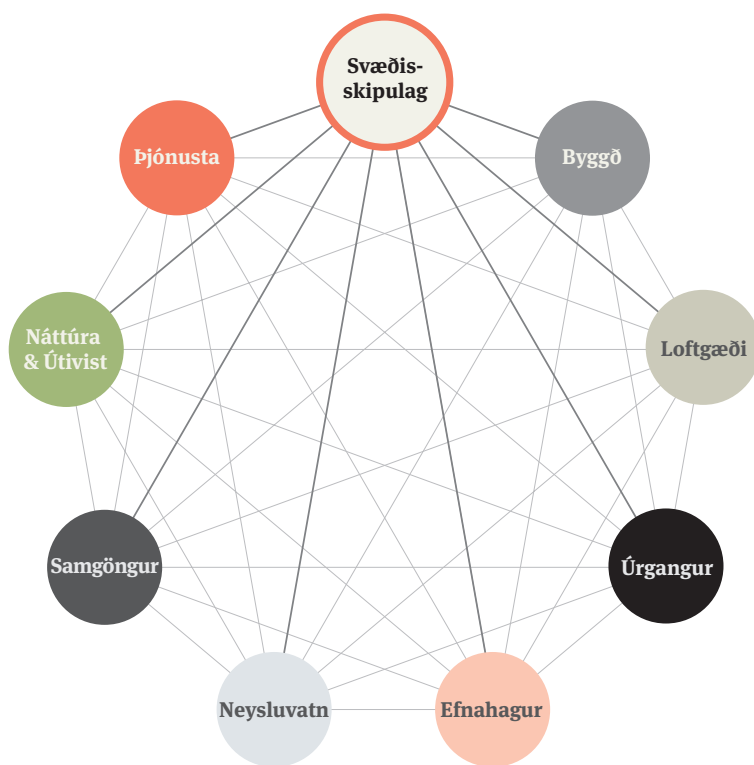 Svæðis-
skipulag
Þjónusta
Byggð
Náttúra
& Útivist
Loftgæði
Samgöngur
Úrgangur
Neysluvatn
Efnahagur